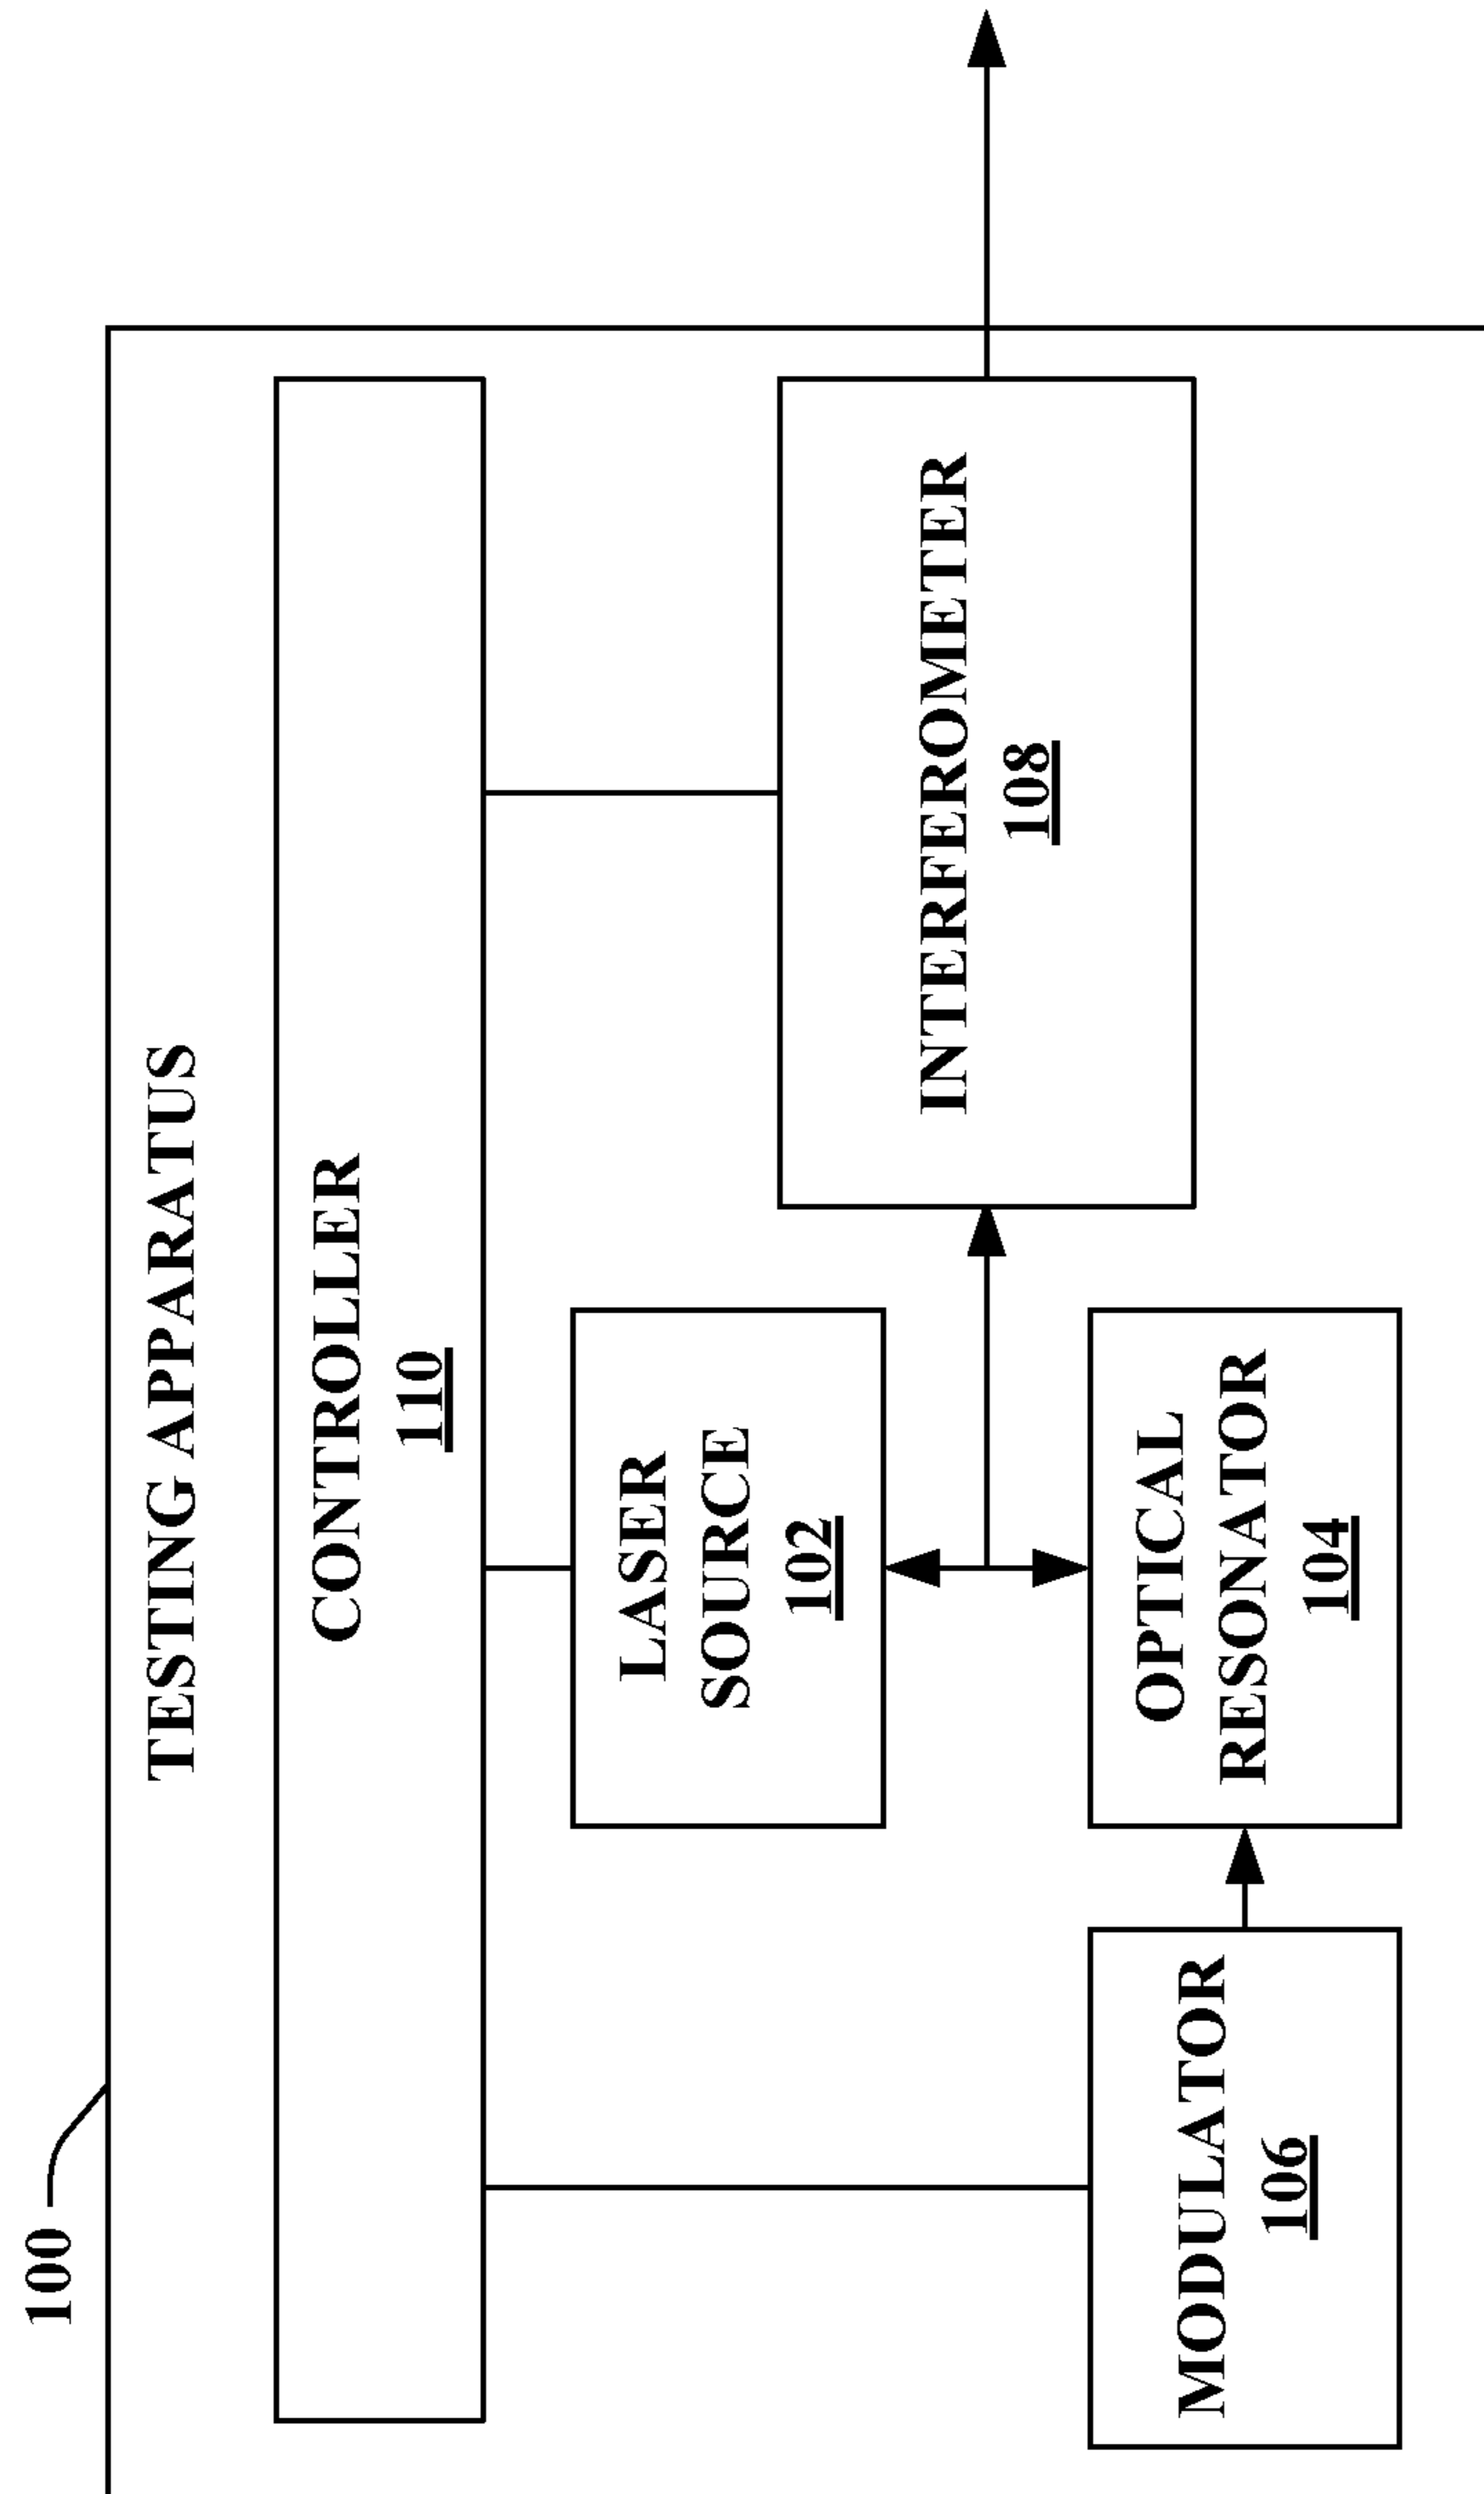 100
TESTING APPARATUS
CONTROLLER
110
LASER
SOURCE
102
INTERFEROMETER
108
MODULATOR
106
OPTICAL
RESONATOR
104